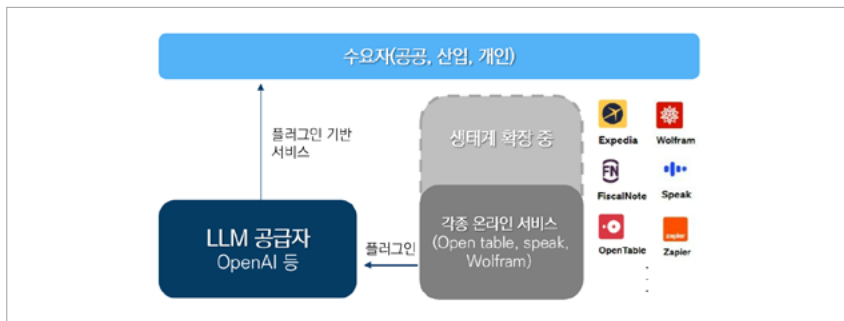 수요자(공공, 산업, 개인)
플러그인 기반
서비스
생태계 확장 중
Expedia
Wolfram
FN
FiscalNote
Speak
LLM 공급자
OpenAI 등
플러그인
각종 온라인 서비스
(Open table, speak,
Wolfram)
zapier
OpenTable
Zapier